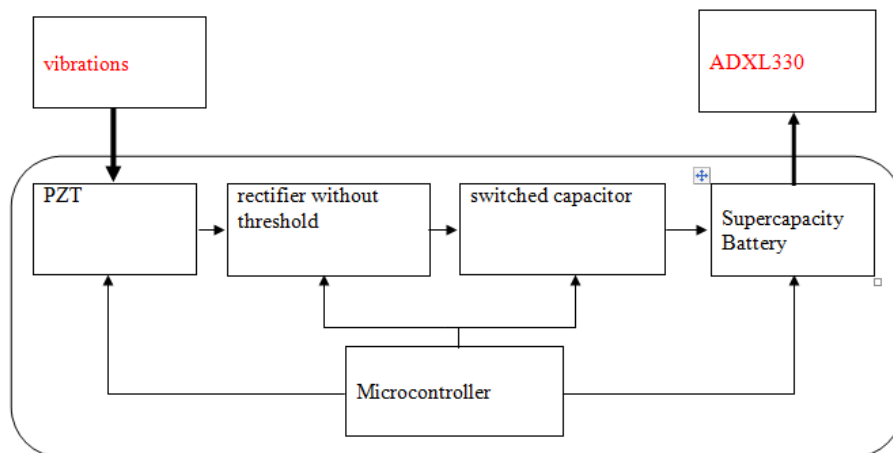 vibrations
ADXL330
PZT
rectifier without
threshold
switched capacitor
Supercapacity
Battery
Microcontroller